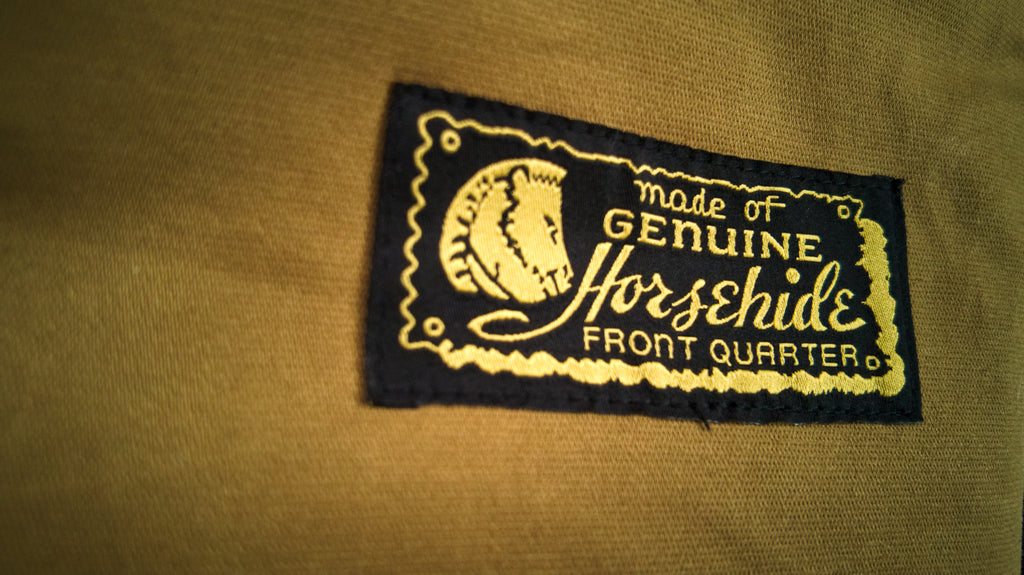 made of
GENUINE
Horsehide
FRONT QUARTER